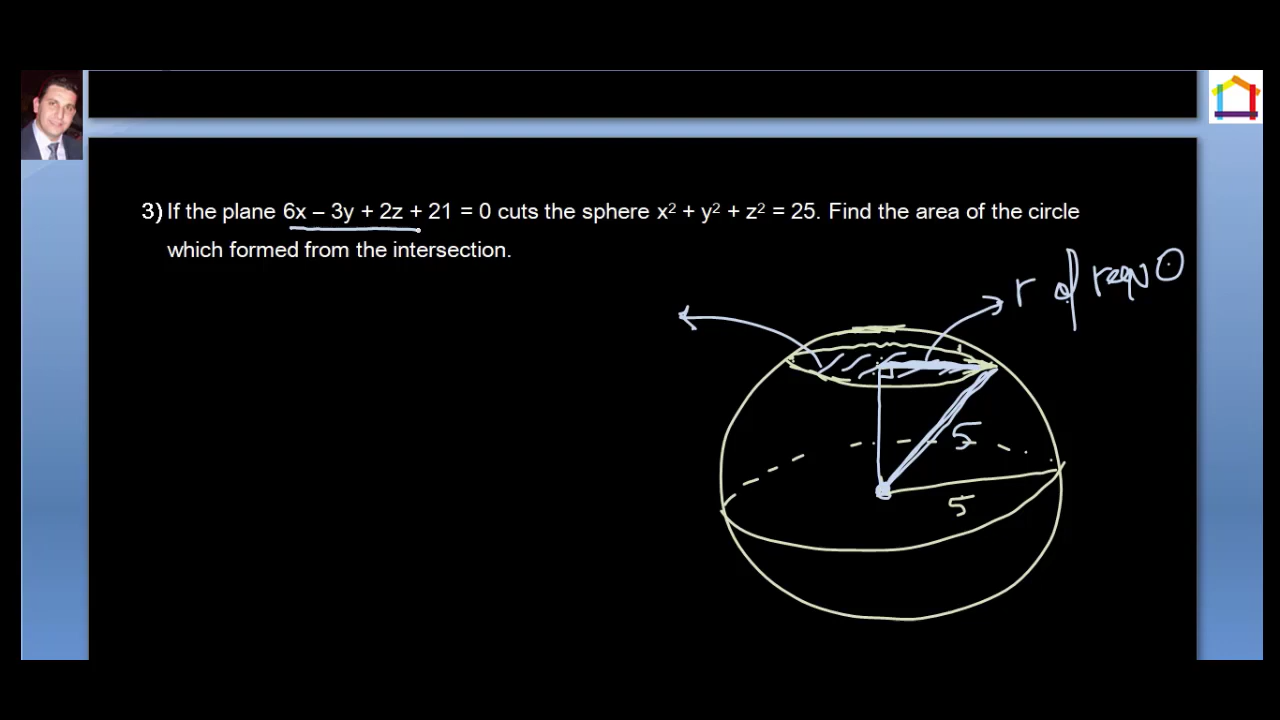 3) If the plane 6x – 3y + 2z + 21 = 0 cuts the sphere x² + y² + z² = 25. Find the area of the circle
which formed from the intersection.
r of req
5
5